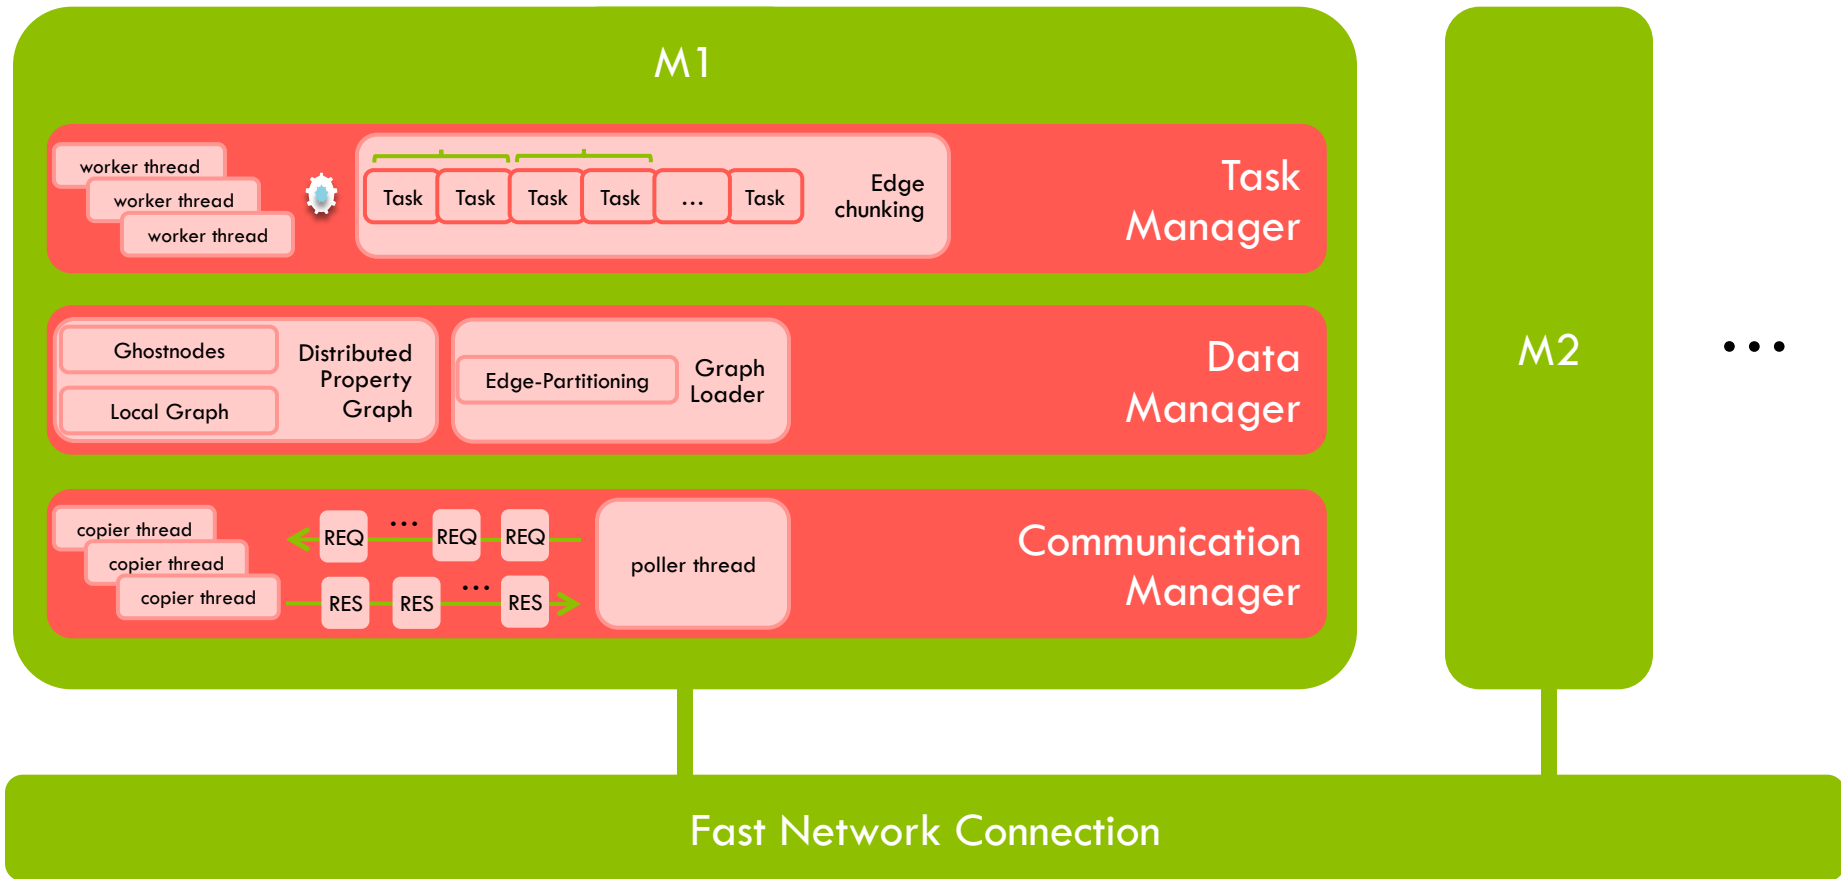 M1
worker thread
worker thread
worker thread
Task Task Task Task ... Task
Edge
chunking
Task
Manager
Ghostnodes
Local Graph
Distributed
Property
Graph
Edge-Partitioning
Graph
Loader
Data
Manager
copier thread
copier thread
copier thread
REQ ... REQ REQ
RES RES ... RES
poller thread
Communication
Manager
M2
...
Fast Network Connection